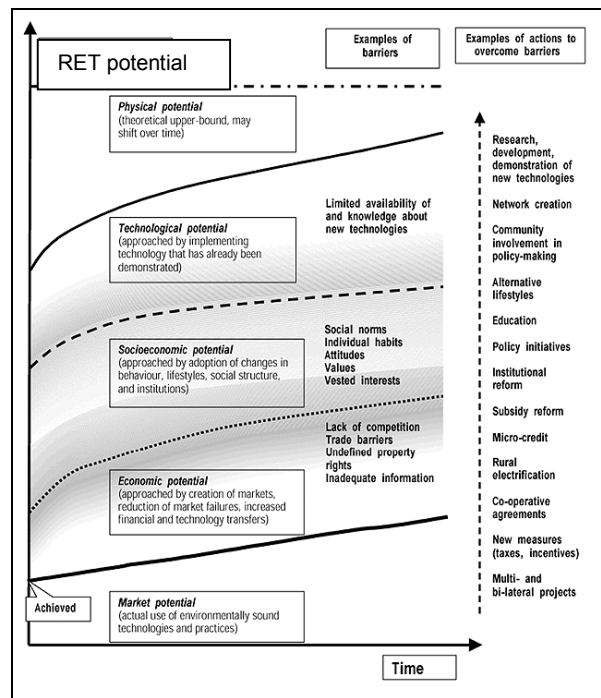 RET potential
Examples of
barriers
Examples of actions to
overcome barriers
Physical potential
(theoretical upper-bound, may
shift over time)
Technological potential
(approached by implementing
technology that has already been
demonstrated)
Limited availability of
and knowledge about
new technologies
Socioeconomic potential
(approached by adoption of changes in
behaviour, lifestyles, social structure,
and institutions)
Social norms
Individual habits
Attitudes
Values
Vested interests
Economic potential
(approached by creation of markets,
reduction of market failures, increased
financial and technology transfers)
Lack of competition
Trade barriers
Undefined property
rights
Inadequate information
Achieved
Market potential
(actual use of environmentally sound
technologies and practices)
Time
Research,
development,
demonstration of
new technologies
Network creation
Community
involvement in
policy-making
Alternative
lifestyles
Education
Policy initiatives
Institutional
reform
Subsidy reform
Micro-credit
Rural
electrification
Co-operative
agreements
New measures
(taxes, incentives)
Multi- and
bi-lateral projects